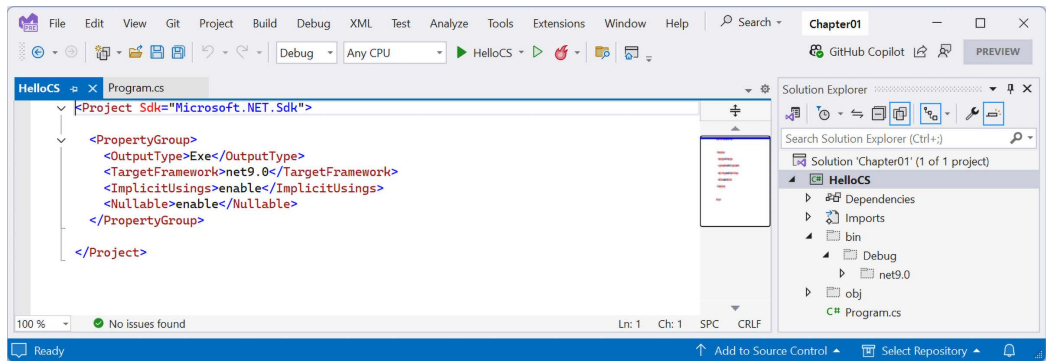 PRE File Edit View Git Project Build Debug XML Test Analyze Tools Extensions Window Help Search Chapter01
Debug Any CPU HelloCS GitHub Copilot PREVIEW
HelloCS Program.cs
<Project Sdk="Microsoft.NET.Sdk">
<PropertyGroup>
<OutputType>Exe</OutputType>
<TargetFramework>net9.0</TargetFramework>
<ImplicitUsings>enable</ImplicitUsings>
<Nullable>enable</Nullable>
</PropertyGroup>
</Project>
100 % No issues found Ln: 1 Ch: 1 SPC CRLF
Solution Explorer
Search Solution Explorer (Ctrl+;)
Solution 'Chapter01' (1 of 1 project)
C# HelloCS
Dependencies
Imports
bin
Debug
net9.0
obj
C# Program.cs
Ready Add to Source Control Select Repository